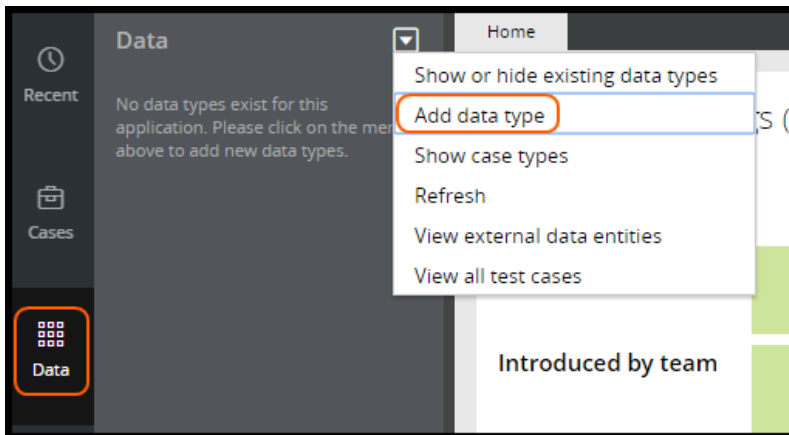 Recent
Cases
Data
Data
No data types exist for this
application. Please click on the
above to add new data types.
Home
Show or hide existing data types
Add data type
Show case types
Refresh
View external data entities
View all test cases
Introduced by team